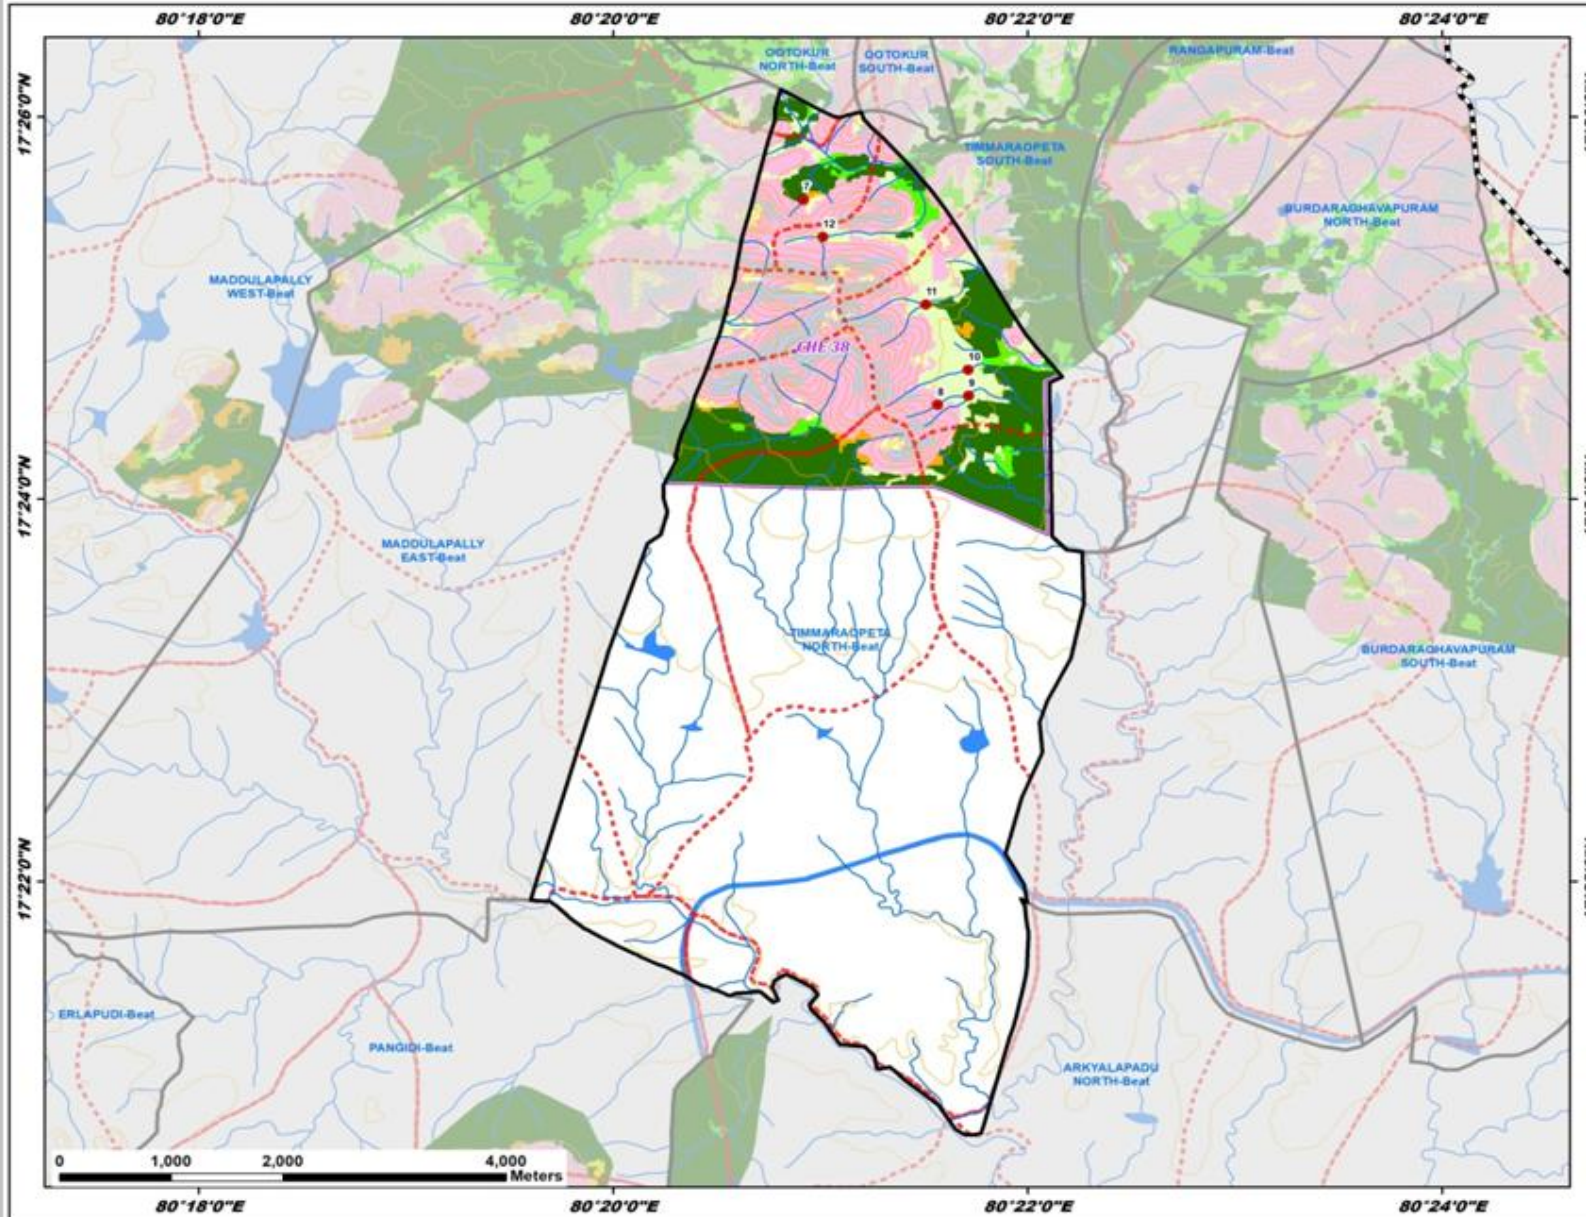 80°18'0"E
80°20'0"E
80°22'0"E
80°24'0"E
17°26'0"N
OOTOKUR
NORTH-Beat
OOTOKUR
SOUTH-Beat
RANGAPURAM-Beat
TIMMARAOPETA
SOUTH-Beat
BURDARAGHAVAPURAM
NORTH-Beat
MADDULAPALLY
WEST-Beat
12
11
CHE 38
10
9
8
17°24'0"N
MADDULAPALLY
EAST-Beat
TIMMARAOPETA
NORTH-Beat
BURDARAGHAVAPURAM
SOUTH-Beat
17°22'0"N
ERLAPUDI-Beat
PANGIDI-Beat
ARKYALAPADU
NORTH-Beat
0
1,000
2,000
4,000
Meters
80°18'0"E
80°20'0"E
80°22'0"E
80°24'0"E